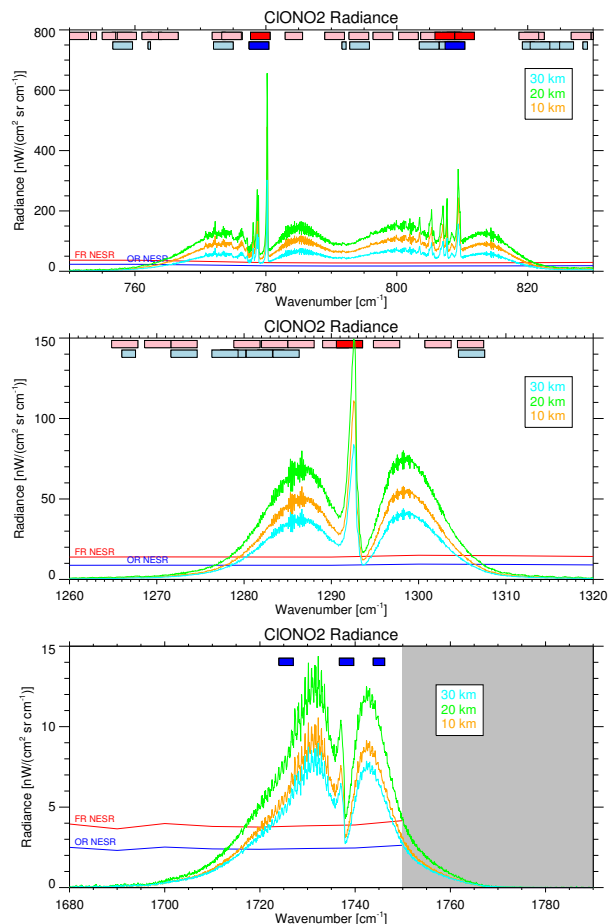 ClONO2 Radiance
800
600
400
200
0
Radiance [nW/(cm² sr cm⁻¹)]
30 km
20 km
10 km
FR NESR
OR NESR
760 780 800 820
Wavenumber [cm⁻¹]
ClONO2 Radiance
150
100
50
0
Radiance [nW/(cm² sr cm⁻¹)]
30 km
20 km
10 km
FR NESR
OR NESR
1260 1270 1280 1290 1300 1310 1320
Wavenumber [cm⁻¹]
ClONO2 Radiance
15
10
5
0
Radiance [nW/(cm² sr cm⁻¹)]
30 km
20 km
10 km
FR NESR
OR NESR
1680 1700 1720 1740 1760 1780
Wavenumber [cm⁻¹]